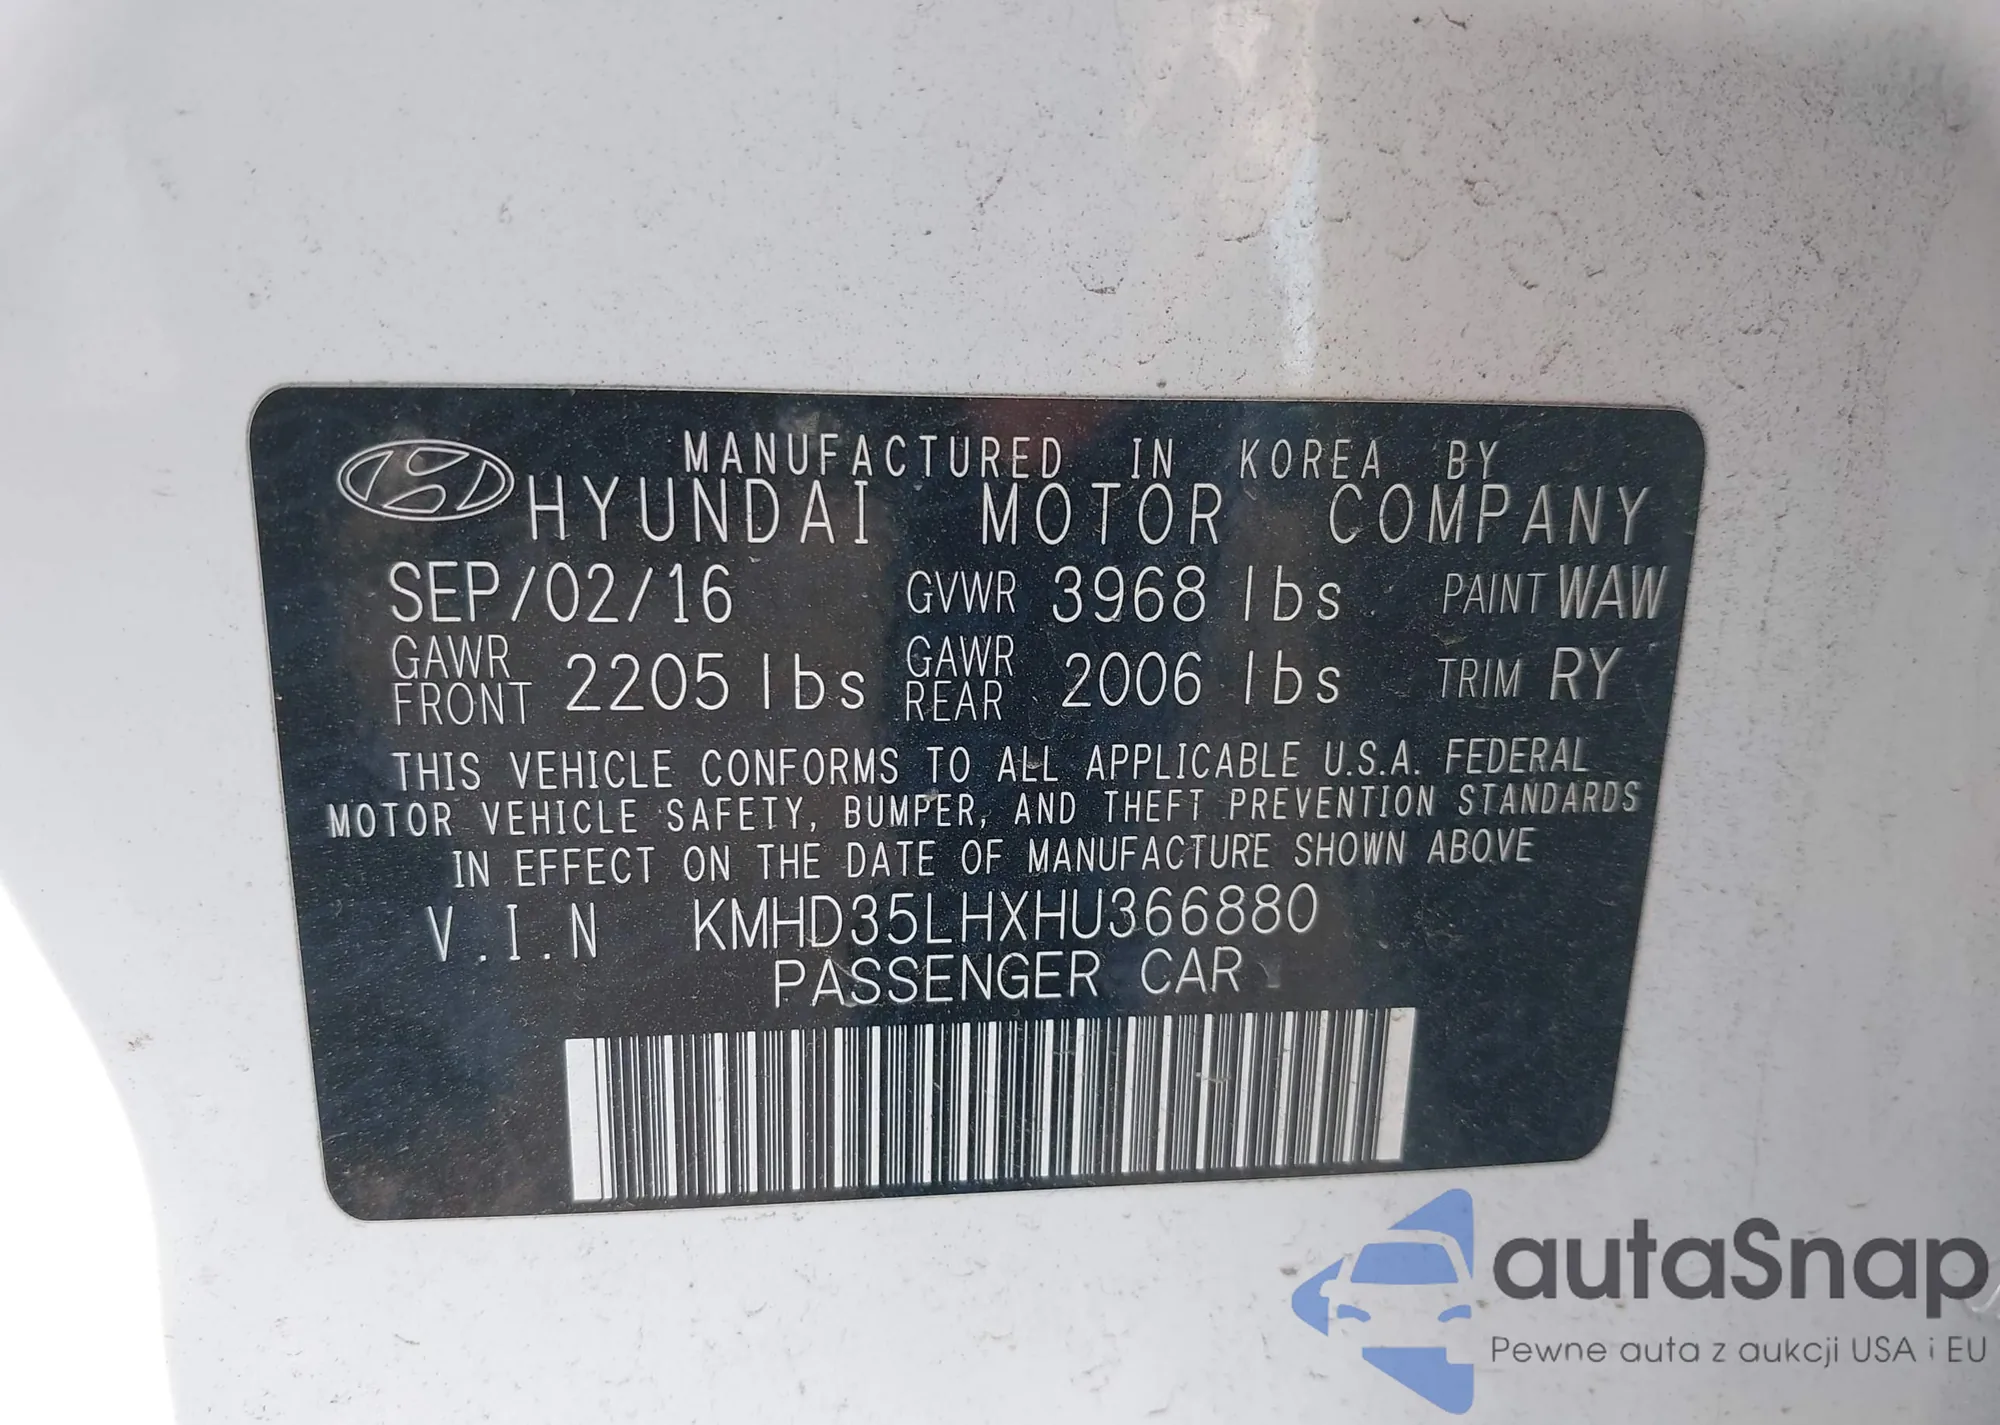 MANUFACTURED IN KOREA BY
HYUNDAI MOTOR COMPANY
SEP/02/16 GVWR 3968 lbs PAINT WAW
GAWR FRONT 2205 lbs GAWR REAR 2006 lbs TRIM RY
THIS VEHICLE CONFORMS TO ALL APPLICABLE U.S.A. FEDERAL
MOTOR VEHICLE SAFETY, BUMPER, AND THEFT PREVENTION STANDARDS
IN EFFECT ON THE DATE OF MANUFACTURE SHOWN ABOVE
V.I.N KMHD35LHXHU366880
PASSENGER CAR
autaSnap
Pewne auta z aukcji USA i EU